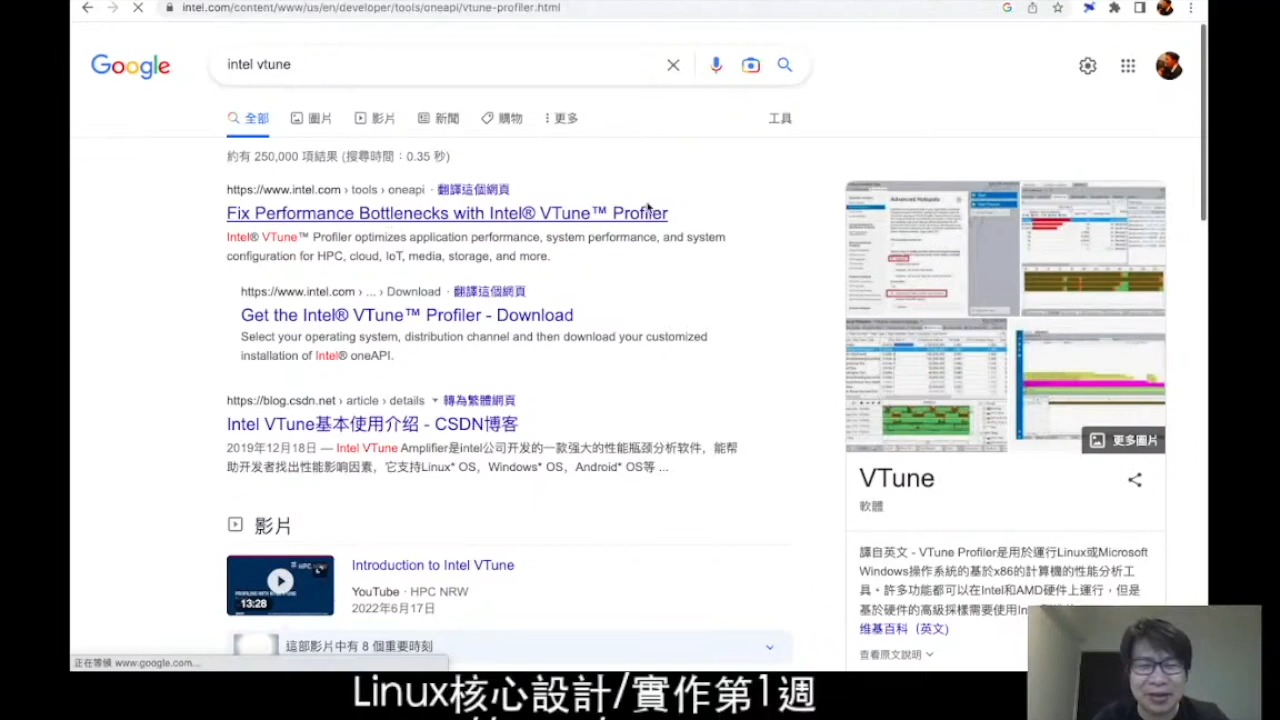 intel.com/content/www/us/en/developer/tools/oneapi/vtune-profiler.html
Google
intel vtune
全部
圖片
影片
新聞
購物
更多
工具
約有 250,000 項結果 (搜尋時間：0.35 秒)
https://www.intel.com › tools › oneapi · 翻譯這個網頁
Fix Performance Bottlenecks with Intel® VTune™ Profiler
Intel® VTune™ Profiler optimizes application performance, system performance, and system
configuration for HPC, cloud, IoT, media, storage, and more.
https://www.intel.com › ... › Download · 翻譯這個網頁
Get the Intel® VTune™ Profiler - Download
Select your operating system, distribution channel and then download your customized
installation of Intel® oneAPI.
https://blog.csdn.net › article › details 轉為繁體網頁
Intel VTune基本使用介绍 - CSDN博客
Intel VTune Amplifier是intel公司开发的一款强大的性能瓶颈分析软件，能帮
助开发者找出性能影响因素，它支持Linux* OS，Windows* OS，Android* OS等 ...
影片
13:28
Introduction to Intel VTune
YouTube · HPC NRW
2022年6月17日
這部影片中有 8 個重要時刻
Advanced Hotspots
更多圖片
VTune
軟體
譯自英文 - VTune Profiler是用於運行Linux或Microsoft
Windows操作系統的基於x86的計算機的性能分析工
具。許多功能都可以在Intel和AMD硬件上運行，但是
基於硬件的高級採樣需要使用
維基百科（英文）
查看原文說明
正在等候 www.google.com...
Linux核心設計/實作第1週